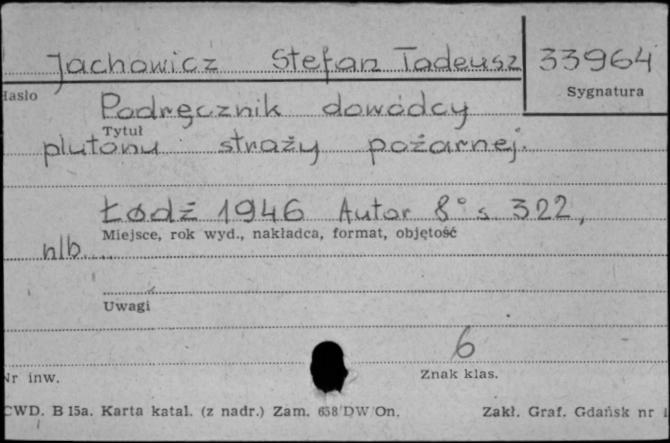 Jachowicz Stefan Tadeusz 33964
Hasło Sygnatura
Podręcznik dowódcy
Tytuł
plutonu straży pożarnej.
Łódź 1946 Autor 8° s. 322,
Miejsce, rok wyd., nakładca, format, objętość
nlb.
Uwagi
6
Nr inw. Znak klas.
CWD. B 15a. Karta katal. (z nadr.) Zam. 658/DW/On. Zakł. Graf. Gdańsk nr